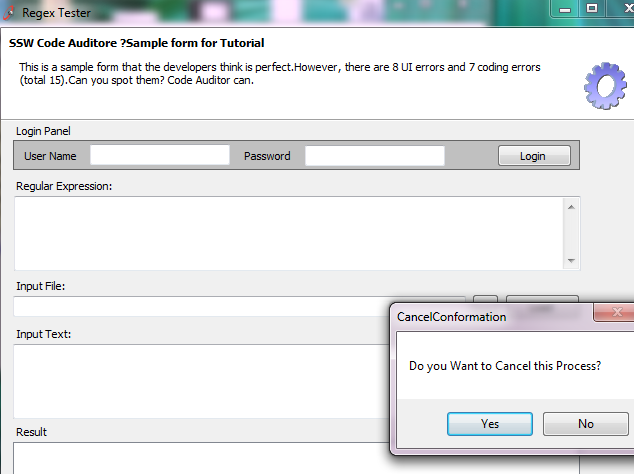 Regex Tester
SSW Code Auditore ?Sample form for Tutorial
This is a sample form that the developers think is perfect.However, there are 8 UI errors and 7 coding errors
(total 15).Can you spot them? Code Auditor can.
Login Panel
User Name
Password
Login
Regular Expression:
Input File:
Input Text:
Result
CancelConformation
Do you Want to Cancel this Process?
Yes
No